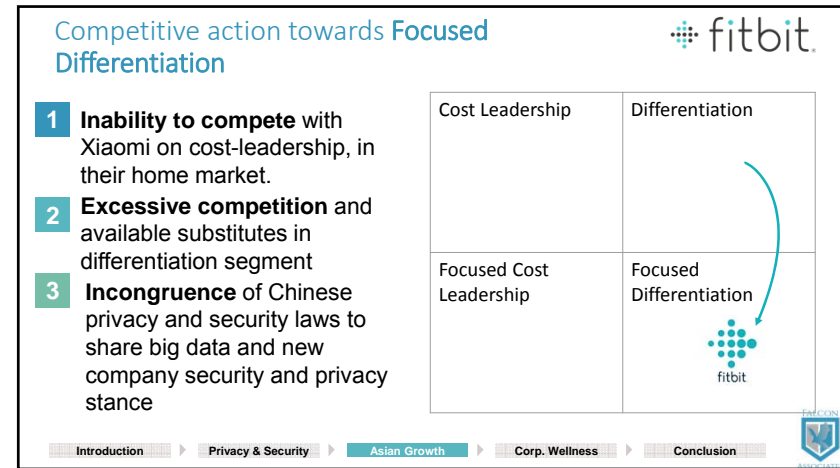 Competitive action towards Focused
Differentiation
fitbit.
1 Inability to compete with
Xiaomi on cost-leadership, in
their home market.
2 Excessive competition and
available substitutes in
differentiation segment
3 Incongruence of Chinese
privacy and security laws to
share big data and new
company security and privacy
stance
Cost Leadership
Differentiation
Focused Cost
Leadership
Focused
Differentiation
fitbit
Introduction
Privacy & Security
Asian Growth
Corp. Wellness
Conclusion
FALCON
ASSOCIATES